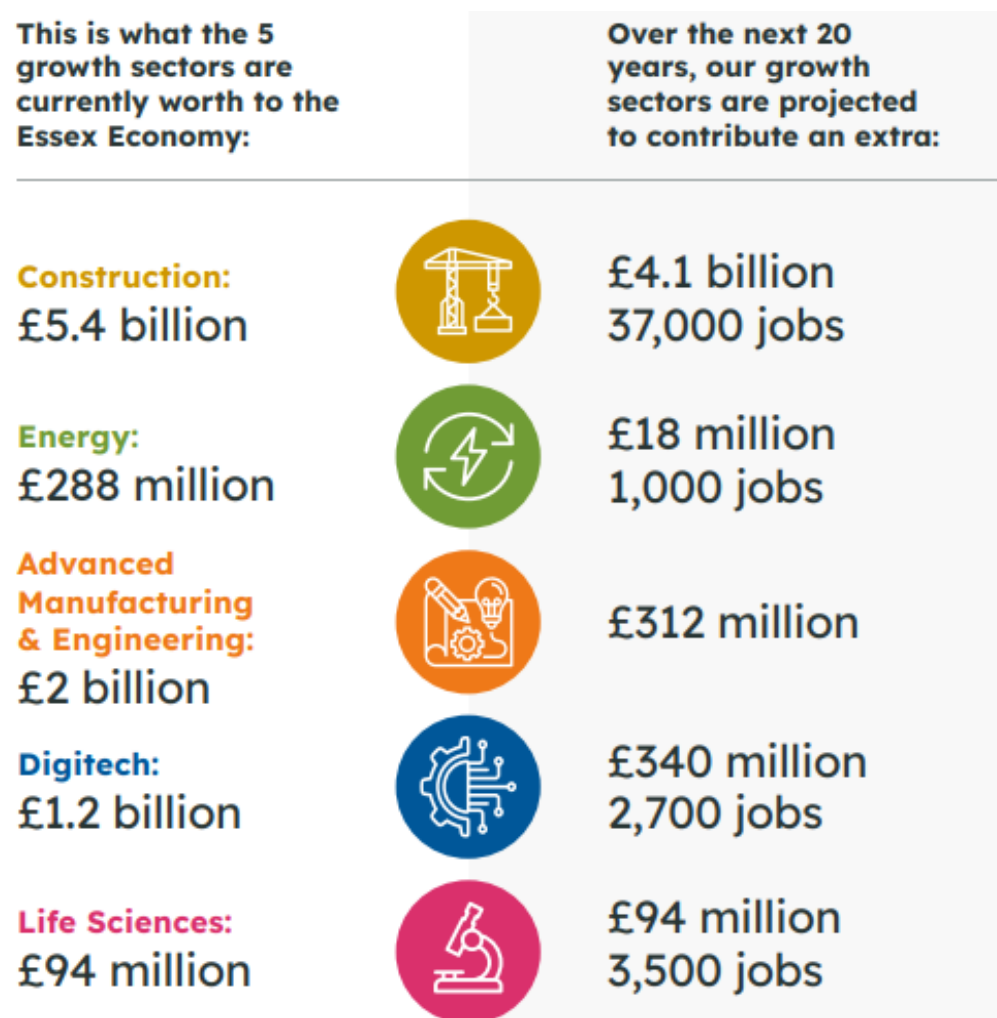 This is what the 5
growth sectors are
currently worth to the
Essex Economy:
Over the next 20
years, our growth
sectors are projected
to contribute an extra:
Construction:
£5.4 billion
£4.1 billion
37,000 jobs
Energy:
£288 million
£18 million
1,000 jobs
Advanced
Manufacturing
& Engineering:
£2 billion
£312 million
Digitech:
£1.2 billion
£340 million
2,700 jobs
Life Sciences:
£94 million
£94 million
3,500 jobs